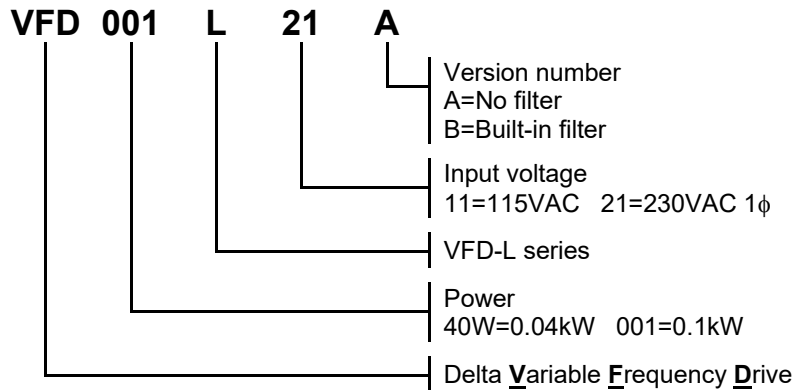 VFD 001 L 21 A
Version number
A=No filter
B=Built-in filter
Input voltage
11=115VAC 21=230VAC 1ϕ
VFD-L series
Power
40W=0.04kW 001=0.1kW
Delta Variable Frequency Drive